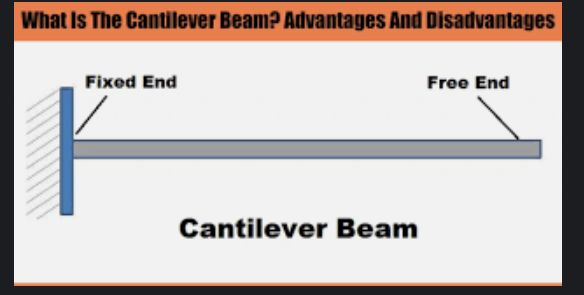 What Is The Cantilever Beam? Advantages And Disadvantages
Fixed End
Free End
Cantilever Beam